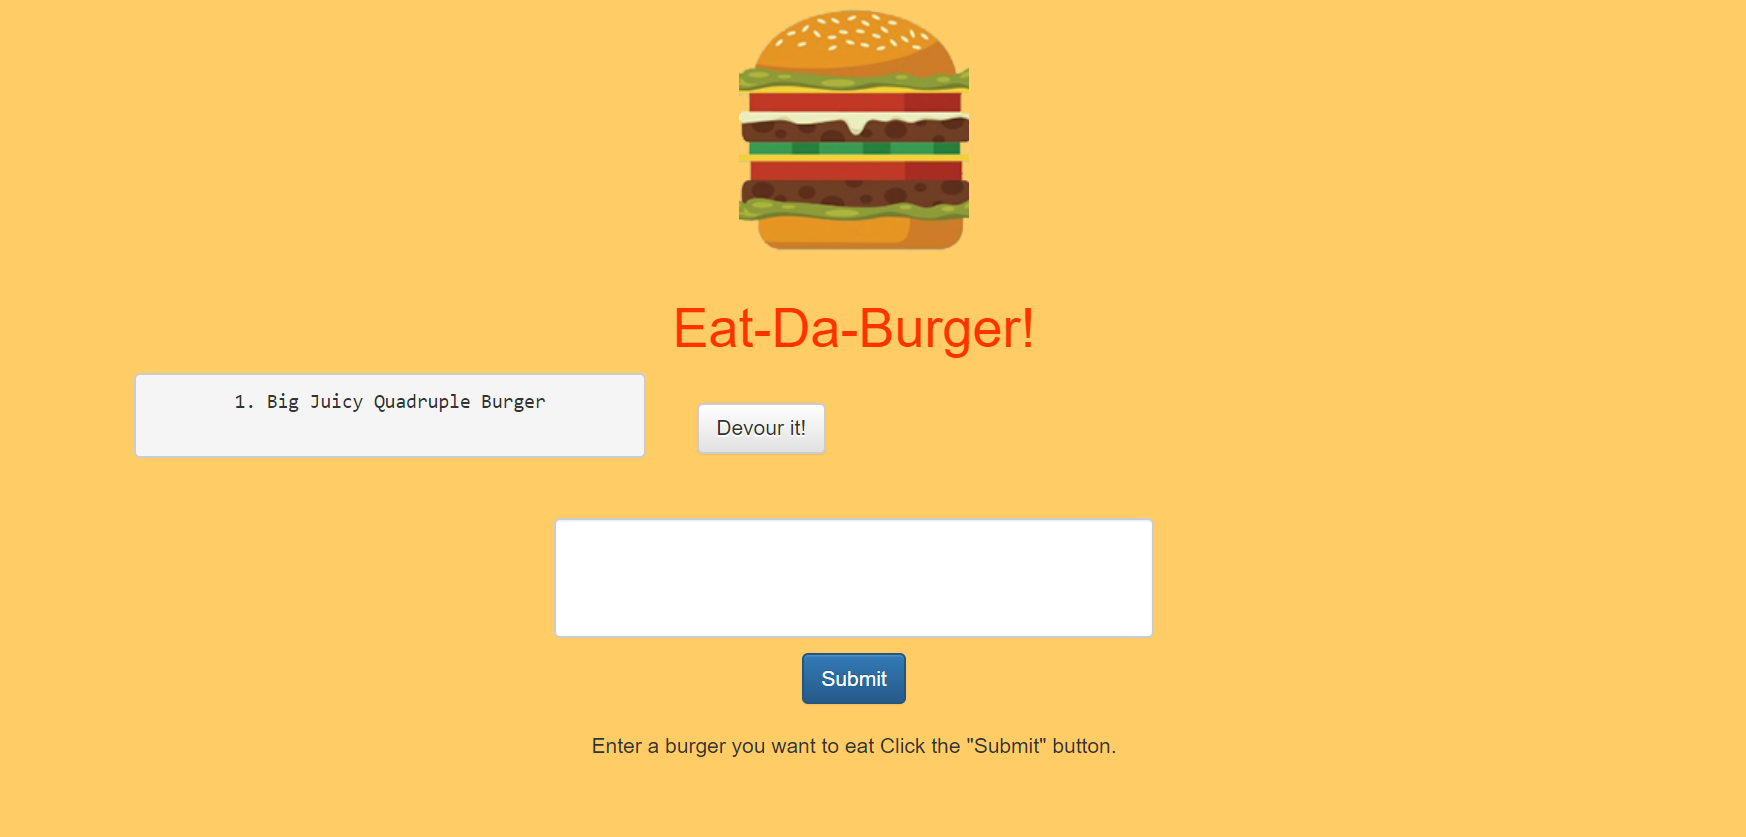 Eat-Da-Burger!
1. Big Juicy Quadruple Burger
Devour it!
Submit
Enter a burger you want to eat Click the "Submit" button.